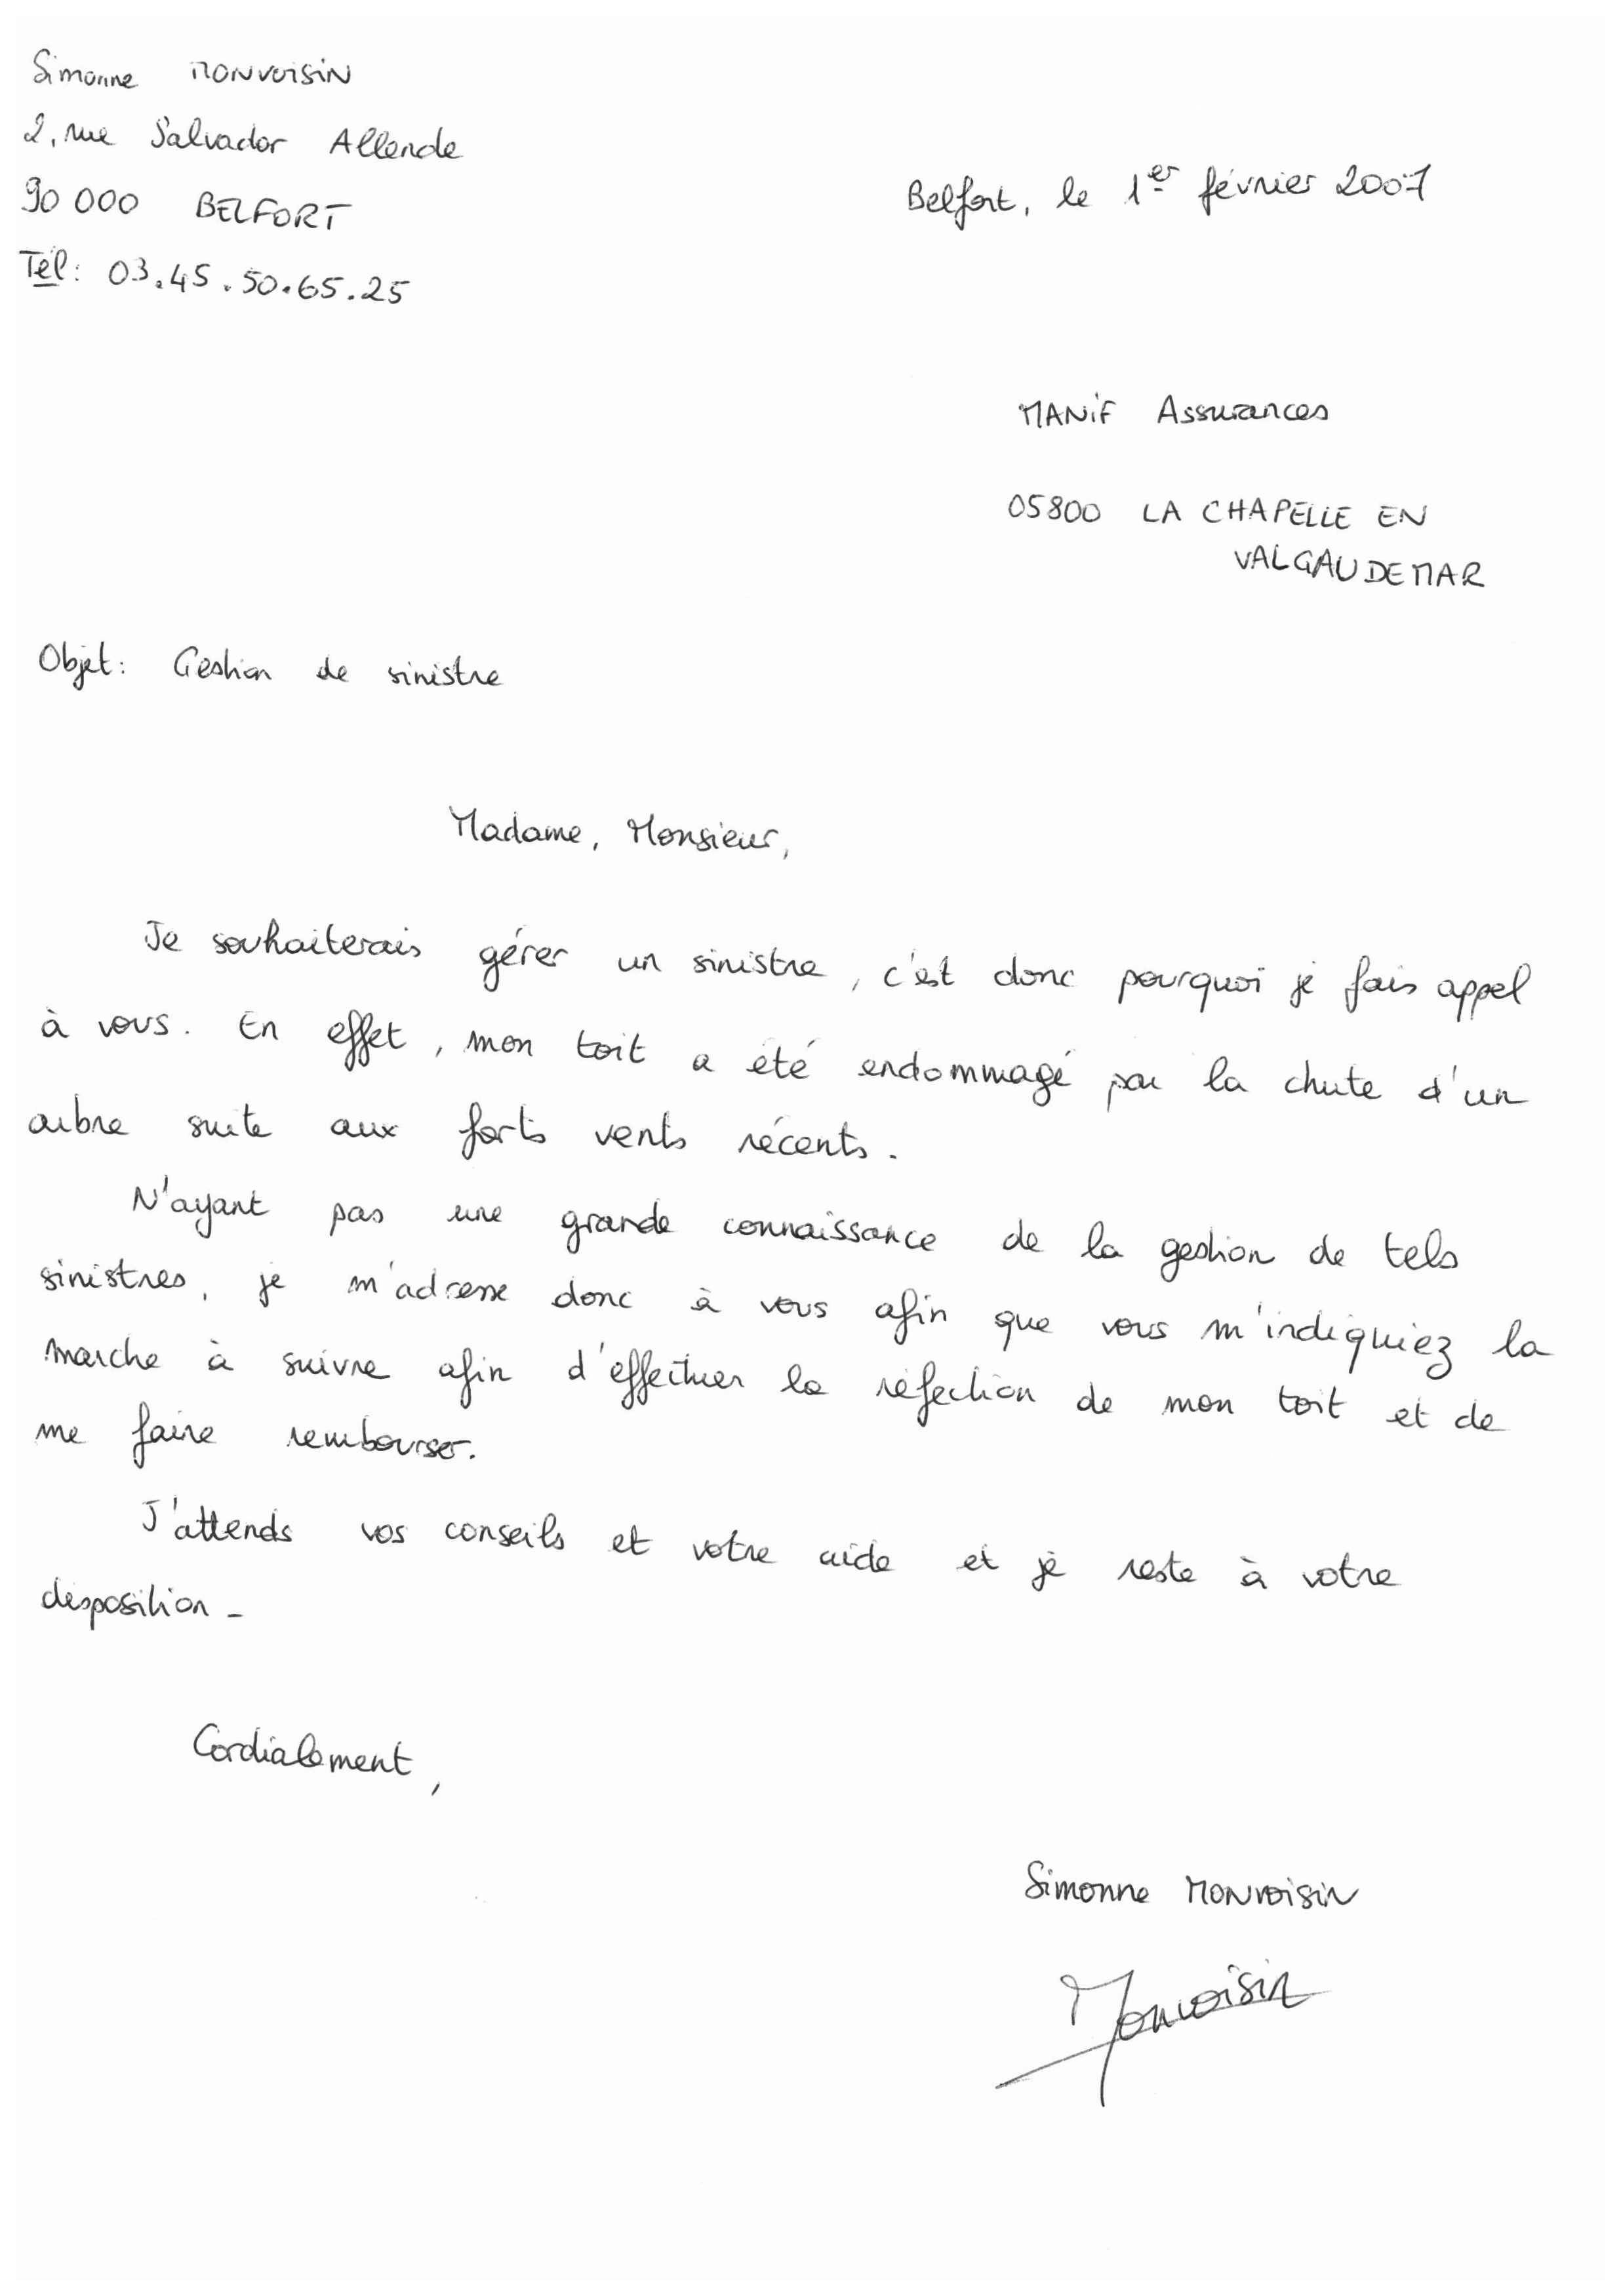 Simonne MONVOISIN
2, rue Salvador Allende
90 000 BELFORT
Tél: 03.45.50.65.25
Belfort, le 1er février 2007
MANIF Assurances
05800 LA CHAPELLE EN
VALGAUDEMAR
Objet: Gestion de sinistre
Madame, Monsieur,
Je souhaiterais gérer un sinistre, c'est donc pourquoi je fais appel
à vous. En effet, mon toit a été endommagé par la chute d'un
arbre suite aux forts vents récents.
N'ayant pas une grande connaissance de la gestion de tels
sinistres, je m'adresse donc à vous afin que vous m'indiquiez la
marche à suivre afin d'effectuer la réfection de mon toit et de
me faire rembourser.
J'attends vos conseils et votre aide et je reste à votre
disposition -
Cordialement,
Simonne MONVOISIN
Monvoisin